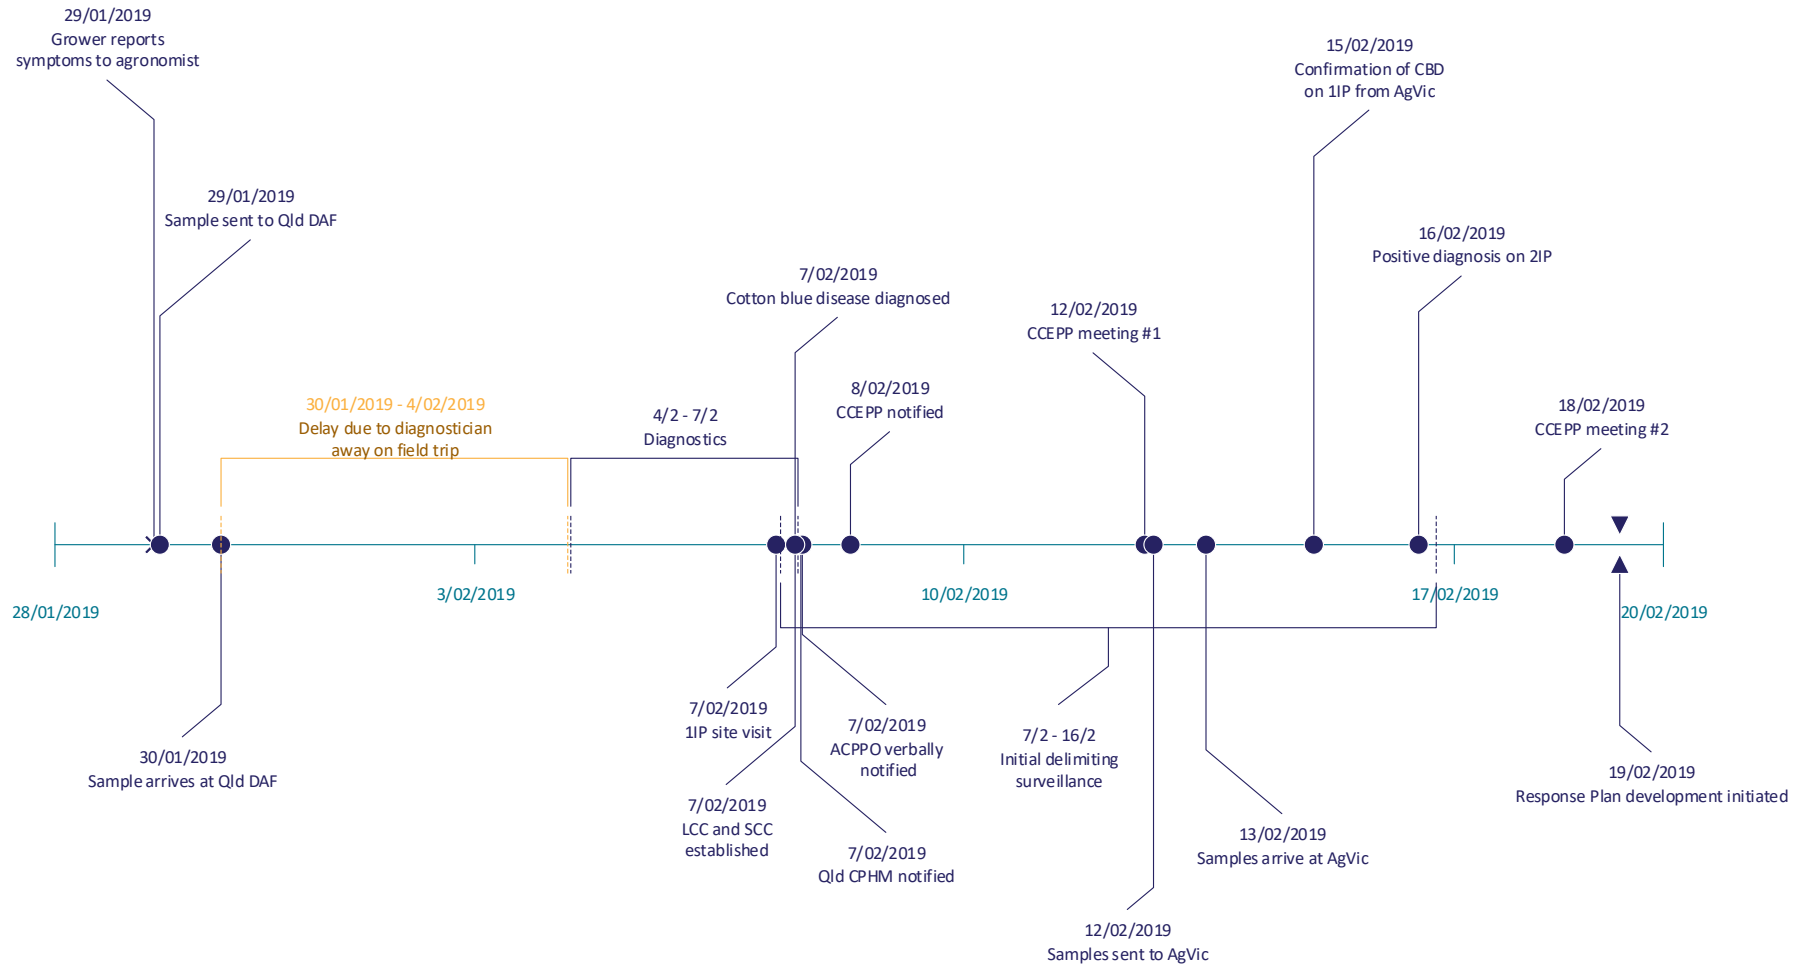 29/01/2019
Grower reports
symptoms to agronomist
15/02/2019
Confirmation of CBD
on 1IP from AgVic
29/01/2019
Sample sent to Qld DAF
16/02/2019
Positive diagnosis on 2IP
7/02/2019
Cotton blue disease diagnosed
12/02/2019
CCEPP meeting #1
8/02/2019
CCEPP notified
30/01/2019 - 4/02/2019
Delay due to diagnostician
away on field trip
4/2 - 7/2
Diagnostics
18/02/2019
CCEPP meeting #2
28/01/2019
3/02/2019
10/02/2019
17/02/2019
20/02/2019
30/01/2019
Sample arrives at Qld DAF
7/02/2019
1IP site visit
7/02/2019
LCC and SCC
established
7/02/2019
ACPPO verbally
notified
7/02/2019
Qld CPHM notified
7/2 - 16/2
Initial delimiting
surveillance
12/02/2019
Samples sent to AgVic
13/02/2019
Samples arrive at AgVic
19/02/2019
Response Plan development initiated